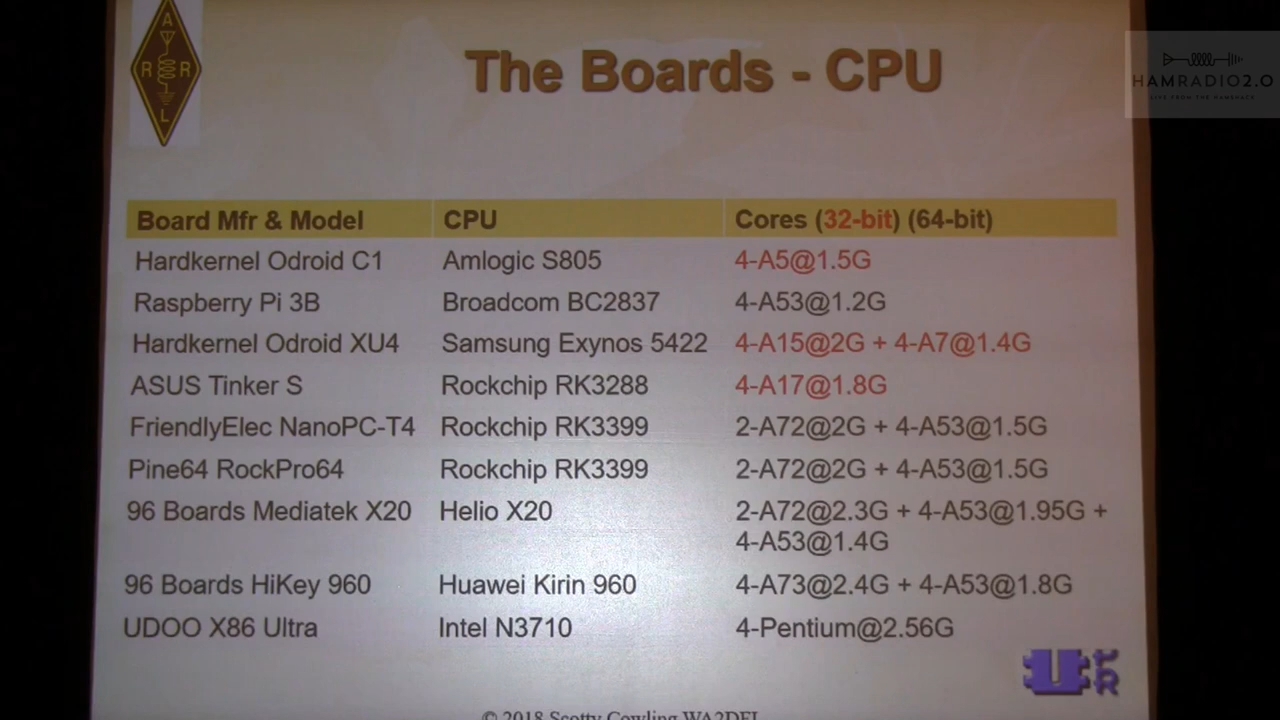 A
R R
L
The Boards - CPU
HAMRADIO2.0
LIVE FROM THE HAMSHACK
Board Mfr & Model CPU Cores (32-bit) (64-bit)
Hardkernel Odroid C1 Amlogic S805 4-A5@1.5G
Raspberry Pi 3B Broadcom BC2837 4-A53@1.2G
Hardkernel Odroid XU4 Samsung Exynos 5422 4-A15@2G + 4-A7@1.4G
ASUS Tinker S Rockchip RK3288 4-A17@1.8G
FriendlyElec NanoPC-T4 Rockchip RK3399 2-A72@2G + 4-A53@1.5G
Pine64 RockPro64 Rockchip RK3399 2-A72@2G + 4-A53@1.5G
96 Boards Mediatek X20 Helio X20 2-A72@2.3G + 4-A53@1.95G +
4-A53@1.4G
96 Boards HiKey 960 Huawei Kirin 960 4-A73@2.4G + 4-A53@1.8G
UDOO X86 Ultra Intel N3710 4-Pentium@2.56G
© 2018 Scotty Cowling WA2DFI